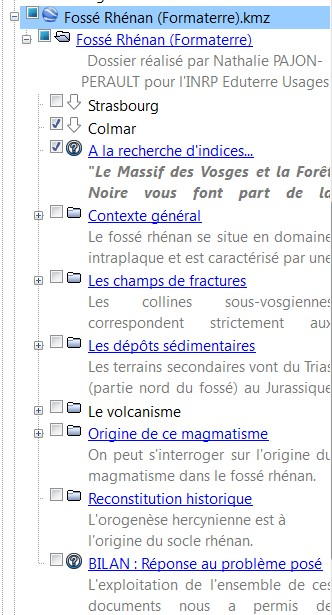 Fossé Rhénan (Formaterre).kmz
Fossé Rhénan (Formaterre)
Dossier réalisé par Nathalie PAJON-
PERAULT pour l'INRP Eduterre Usages
Strasbourg
Colmar
A la recherche d'indices...
"Le Massif des Vosges et la Forêt
Noire vous font part de la
Contexte général
Le fossé rhénan se situe en domaine
intraplaque et est caractérisé par une
Les champs de fractures
Les collines sous-vosgiennes
correspondent strictement aux
Les dépôts sédimentaires
Les terrains secondaires vont du Trias
(partie nord du fossé) au Jurassique
Le volcanisme
Origine de ce magmatisme
On peut s'interroger sur l'origine du
magmatisme dans le fossé rhénan.
Reconstitution historique
L'orogenèse hercynienne est à
l'origine du socle rhénan.
BILAN : Réponse au problème posé
L'exploitation de l'ensemble de ces
documents nous a permis de